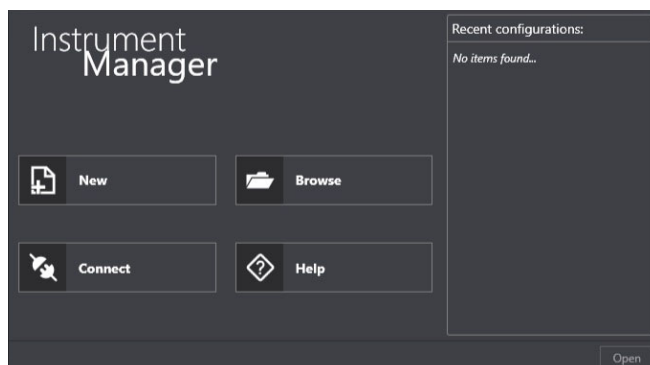 Instrument
Manager
Recent configurations:
No items found...
New
Browse
Connect
Help
Open